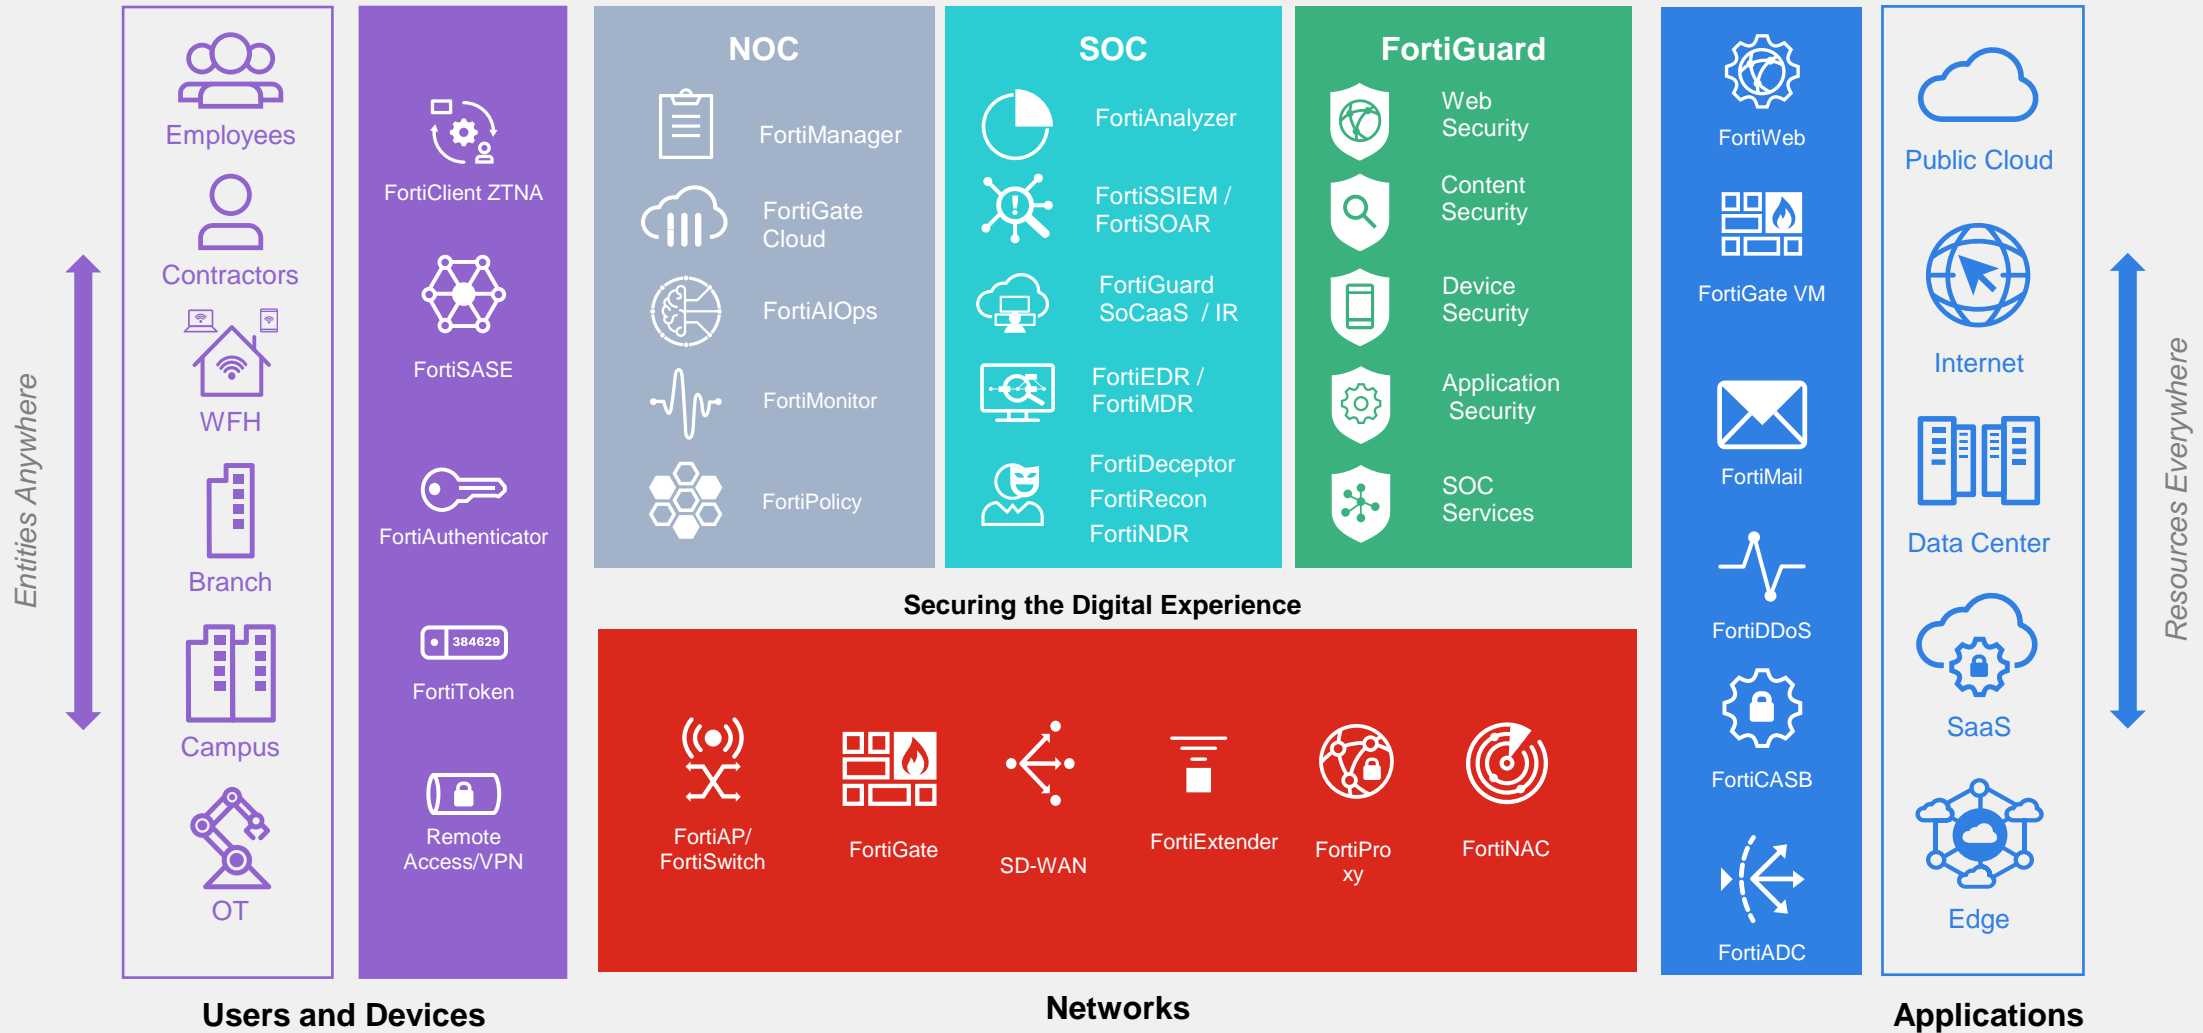 Entities Anywhere
Employees
Contractors
WFH
Branch
Campus
OT
FortiClient ZTNA
FortiSASE
FortiAuthenticator
384629
FortiToken
Remote
Access/VPN
Users and Devices
NOC
FortiManager
FortiGate
Cloud
FortiAIOps
FortiMonitor
FortiPolicy
SOC
FortiAnalyzer
FortiSSIEM /
FortiSOAR
FortiGuard
SoCaaS / IR
FortiEDR /
FortiMDR
FortiDeceptor
FortiRecon
FortiNDR
FortiGuard
Web
Security
Content
Security
Device
Security
Application
Security
SOC
Services
Securing the Digital Experience
FortiAP/
FortiSwitch
FortiGate
SD-WAN
FortiExtender
FortiPro
xy
FortiNAC
Networks
FortiWeb
FortiGate VM
FortiMail
FortiDDoS
FortiCASB
FortiADC
Public Cloud
Internet
Data Center
SaaS
Edge
Applications
Resources Everywhere